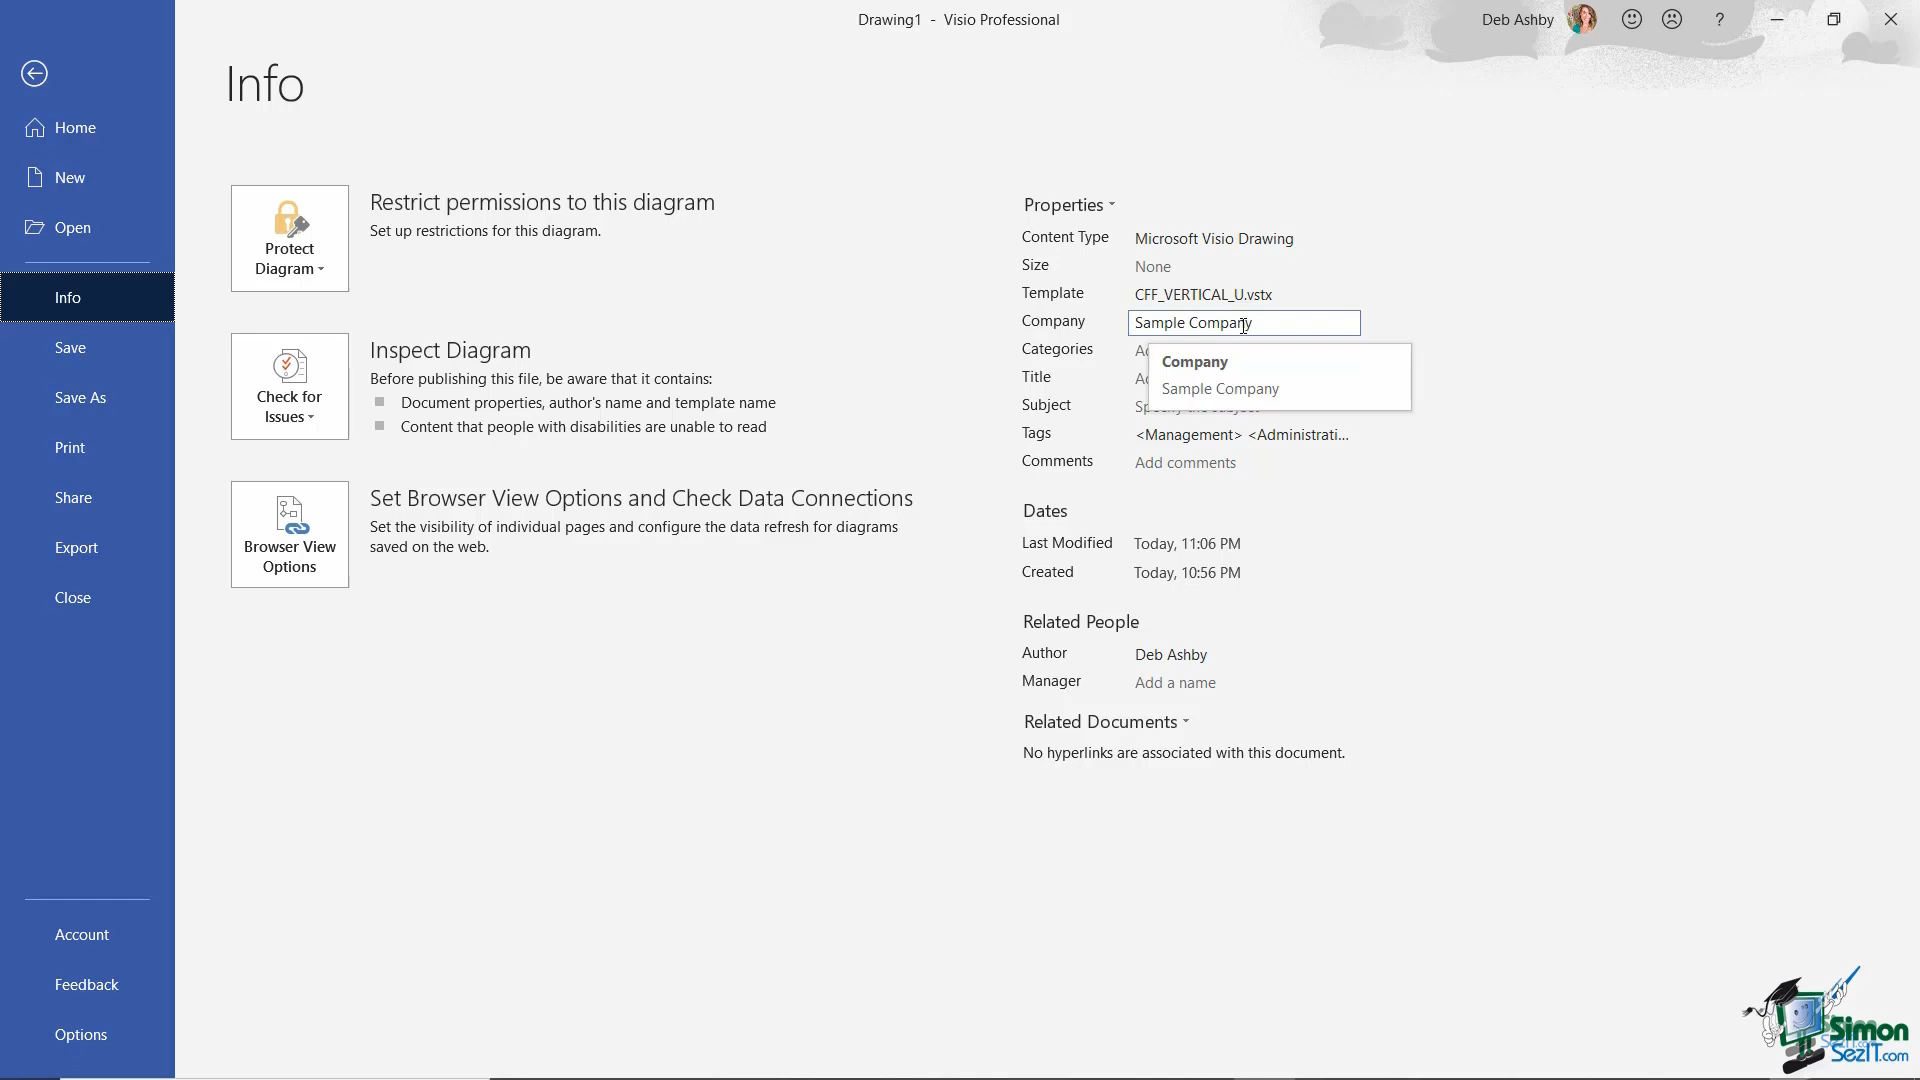 Drawing1 - Visio Professional
Deb Ashby
?
Info
Home
New
Open
Info
Save
Save As
Print
Share
Export
Close
Account
Feedback
Options
Protect
Diagram
Restrict permissions to this diagram
Set up restrictions for this diagram.
Check for
Issues
Inspect Diagram
Before publishing this file, be aware that it contains:
Document properties, author's name and template name
Content that people with disabilities are unable to read
Browser View
Options
Set Browser View Options and Check Data Connections
Set the visibility of individual pages and configure the data refresh for diagrams
saved on the web.
Properties
Content Type Microsoft Visio Drawing
Size None
Template CFF_VERTICAL_U.vstx
Company Sample Company
Categories
Company
Title
Sample Company
Subject
Tags <Management> <Administrati...
Comments Add comments
Dates
Last Modified Today, 11:06 PM
Created Today, 10:56 PM
Related People
Author Deb Ashby
Manager Add a name
Related Documents
No hyperlinks are associated with this document.
Simon
SezIT.com